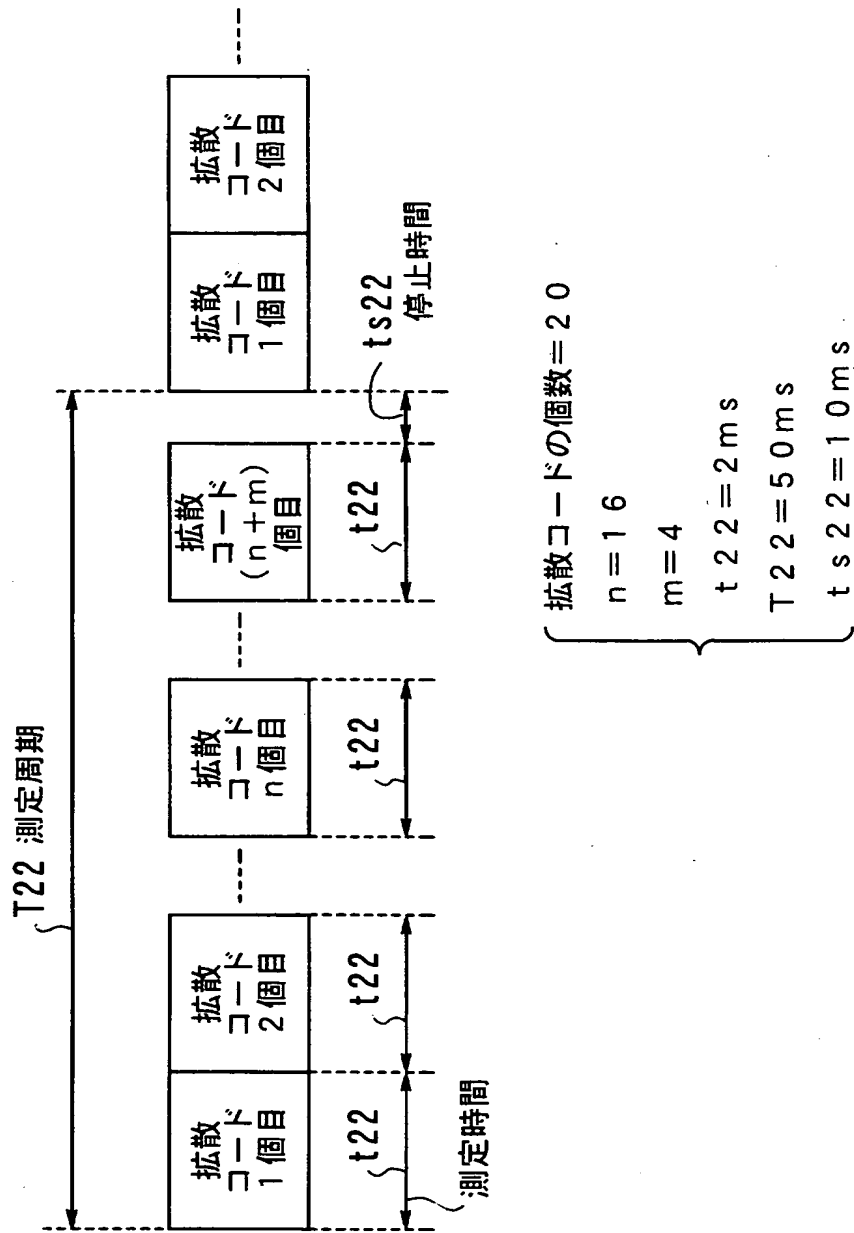 T22 測定周期
拡散
コード
1個目
拡散
コード
2個目
-----
拡散
コード
n個目
-----
拡散
コード
(n+m)
個目
拡散
コード
1個目
拡散
コード
2個目
-----
t22
t22
t22
t22
ts22
停止時間
測定時間
拡散コードの個数=20
n=16
m=4
t22=2ms
T22=50ms
ts22=10ms